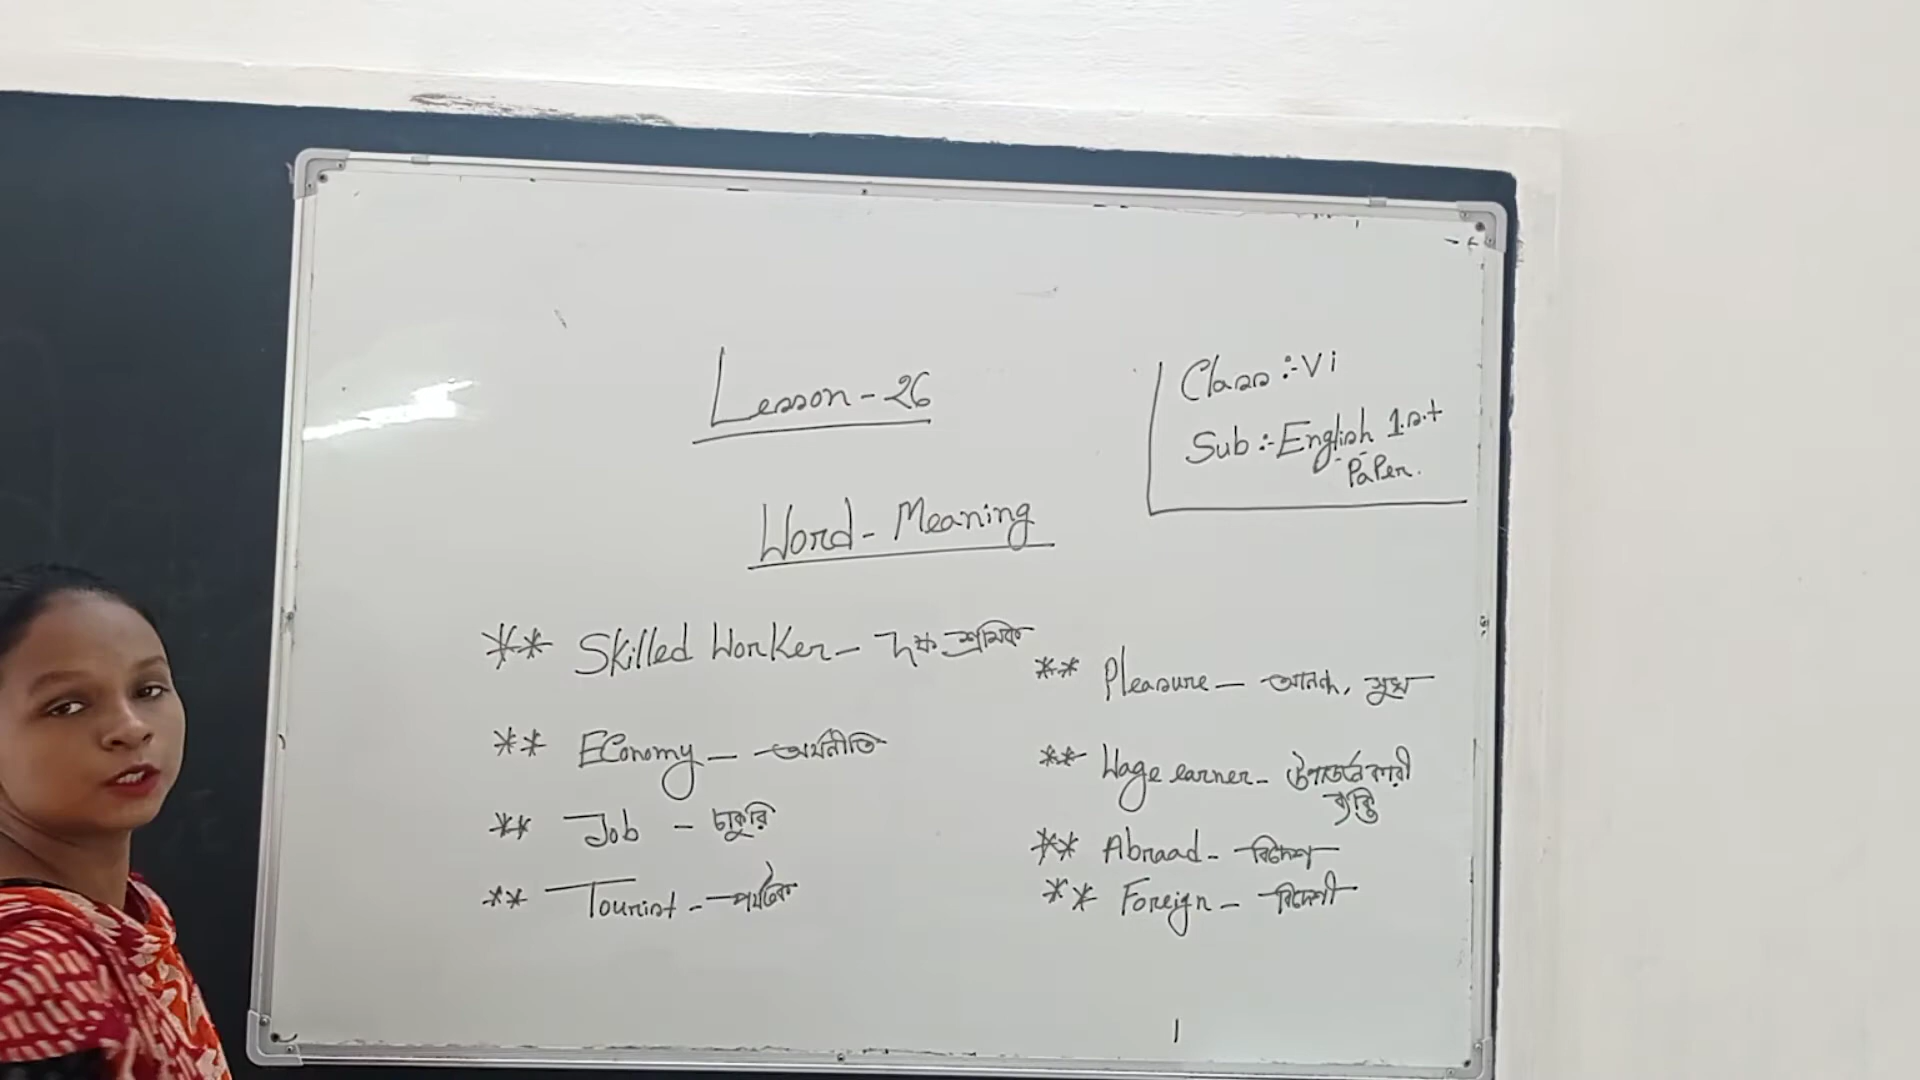 Lesson - 26
Class :- Vi
Sub :- English 1st
Paper.
Word - Meaning
** Skilled Worker - দক্ষ শ্রমিক
** Economy - অর্থনীতি
** Job - চাকুরি
** Tourist - পর্যটক
** Pleasure - আনন্দ, সুখ
** Wage earner - উপার্জনকারী
ব্যক্তি
** Abraad - বিদেশ
** Foreign - বিদেশী